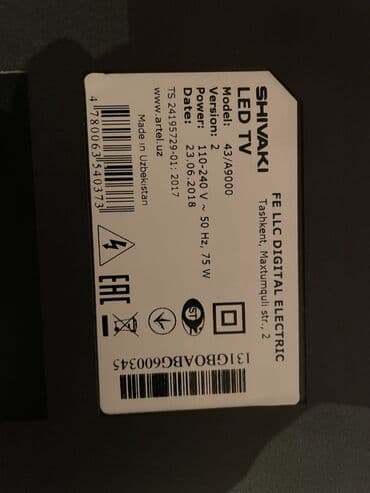 SHIVAKI
LED TV
FE LLC DIGITAL ELECTRIC
Tashkent, Maxtumquli str., 2
Model: 43/A9000
Version: 2
Power: 110-240 V ~ 50 Hz, 75 W
Date: 23.06.2018
TS 24195729-01: 2017
www.artel.uz
Made in Uzbekistan
4 780063 540373
EAC
131GBOABG600345